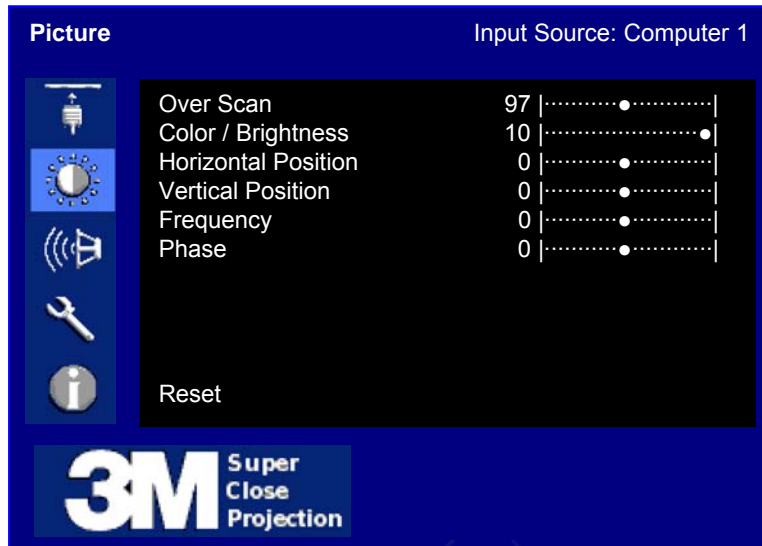 Picture Input Source: Computer 1
Over Scan 97
Color / Brightness 10
Horizontal Position 0
Vertical Position 0
Frequency 0
Phase 0
Reset
3M Super
Close
Projection